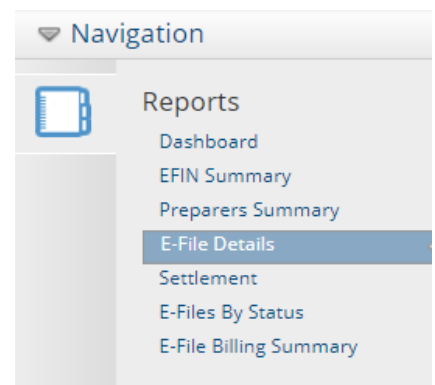 Navigation
Reports
Dashboard
EFIN Summary
Preparers Summary
E-File Details
Settlement
E-Files By Status
E-File Billing Summary